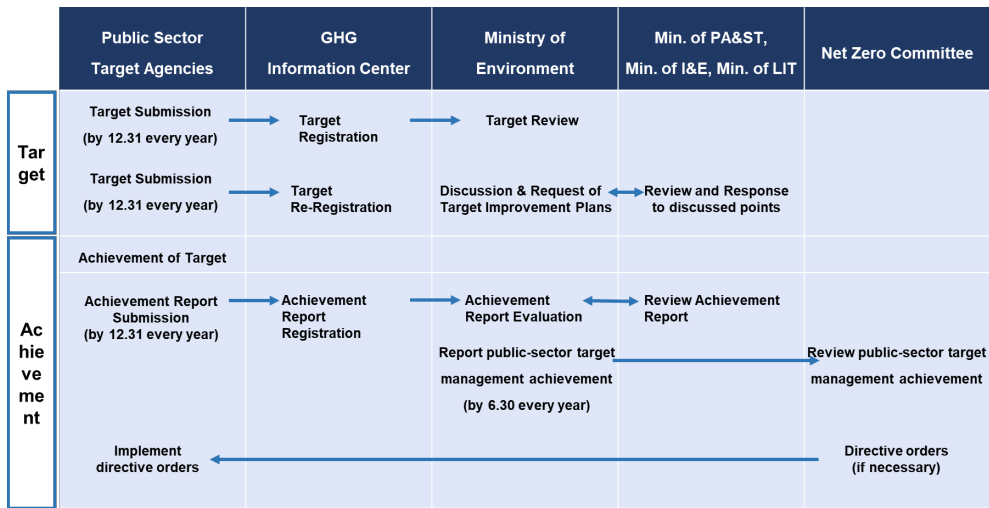 Public Sector
Target Agencies
GHG
Information Center
Ministry of
Environment
Min. of PA&ST,
Min. of I&E, Min. of LIT
Net Zero Committee
Tar
get
Target Submission
(by 12.31 every year)
Target
Registration
Target Review
Target Submission
(by 12.31 every year)
Target
Re-Registration
Discussion & Request of
Target Improvement Plans
Review and Response
to discussed points
Ac
hie
ve
me
nt
Achievement of Target
Achievement Report
Submission
(by 12.31 every year)
Achievement
Report
Registration
Achievement
Report Evaluation
Review Achievement
Report
Report public-sector target
management achievement
(by 6.30 every year)
Review public-sector target
management achievement
Implement
directive orders
Directive orders
(if necessary)